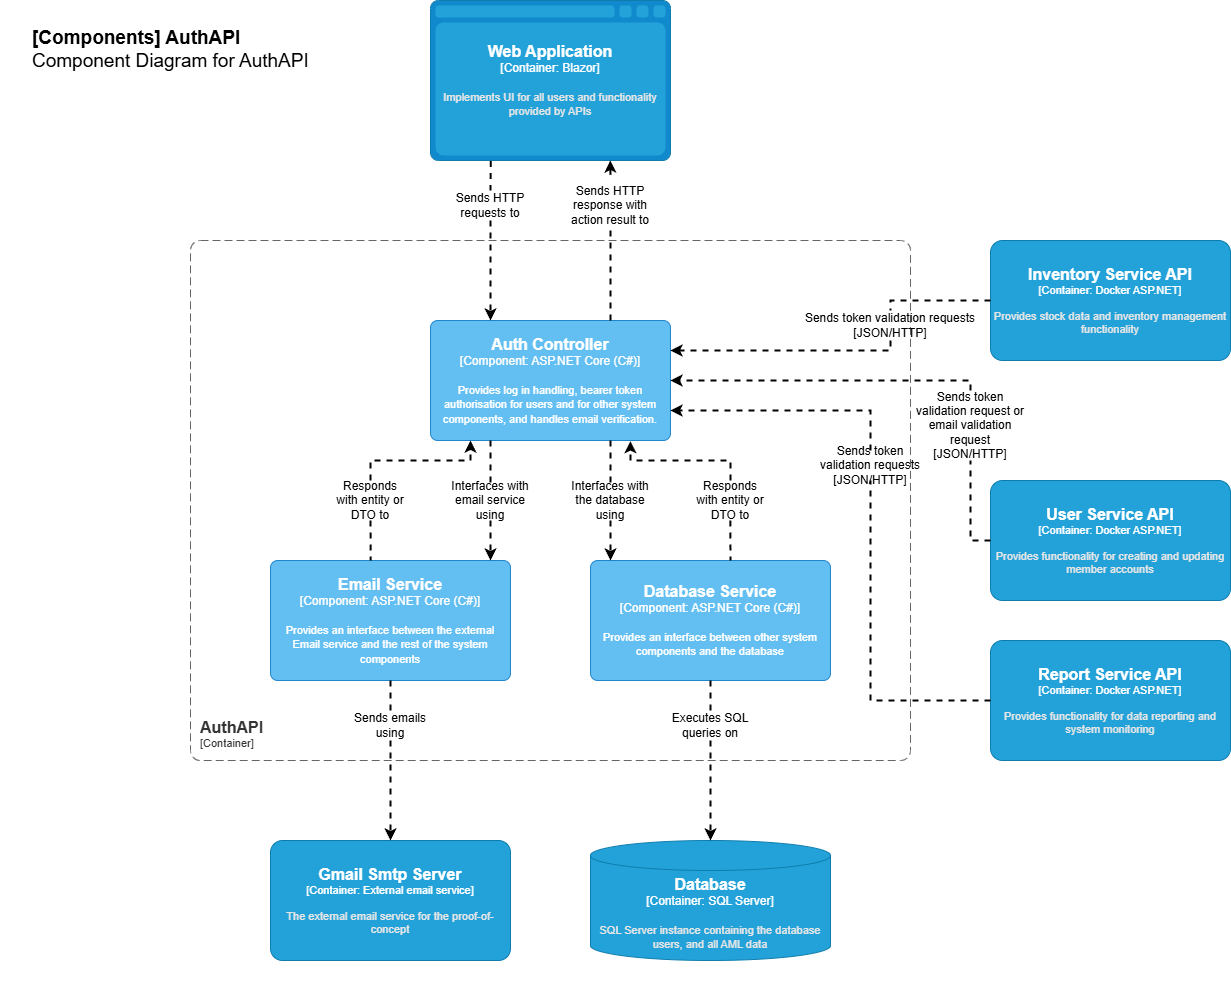 [Components] AuthAPI
Component Diagram for AuthAPI
Web Application
[Container: Blazor]
Implements UI for all users and functionality
provided by APIs
Sends HTTP
requests to
Sends HTTP
response with
action result to
Inventory Service API
[Container: Docker ASP.NET]
Provides stock data and inventory management
functionality
Sends token validation requests
[JSON/HTTP]
Auth Controller
[Component: ASP.NET Core (C#)]
Provides log in handling, bearer token
authorisation for users and for other system
components, and handles email verification.
Sends token
validation request or
email validation
request
[JSON/HTTP]
Sends token
validation requests
[JSON/HTTP]
Responds
with entity or
DTO to
Interfaces with
email service
using
Interfaces with
the database
using
Responds
with entity or
DTO to
User Service API
[Container: Docker ASP.NET]
Provides functionality for creating and updating
member accounts
Email Service
[Component: ASP.NET Core (C#)]
Provides an interface between the external
Email service and the rest of the system
components
Database Service
[Component: ASP.NET Core (C#)]
Provides an interface between other system
components and the database
Report Service API
[Container: Docker ASP.NET]
Provides functionality for data reporting and
system monitoring
AuthAPI
[Container]
Sends emails
using
Executes SQL
queries on
Gmail Smtp Server
[Container: External email service]
The external email service for the proof-of-
concept
Database
[Container: SQL Server]
SQL Server instance containing the database
users, and all AML data